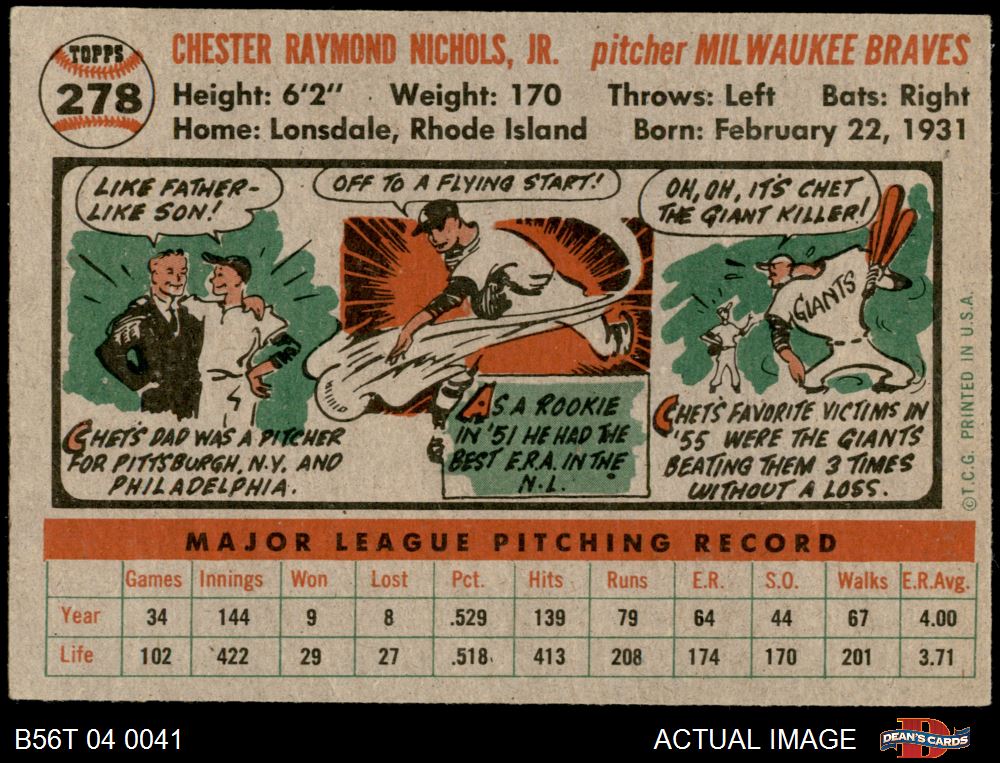 TOPPS
278
CHESTER RAYMOND NICHOLS, JR. pitcher MILWAUKEE BRAVES
Height: 6'2" Weight: 170 Throws: Left Bats: Right
Home: Lonsdale, Rhode Island Born: February 22, 1931
LIKE FATHER-
LIKE SON!
OFF TO A FLYING START!
OH, OH, IT'S CHET
THE GIANT KILLER!
GIANTS
CHET'S DAD WAS A PITCHER
FOR PITTSBURGH, N.Y. AND
PHILADELPHIA.
AS A ROOKIE
IN '51 HE HAD THE
BEST E.R.A. IN THE
N.L.
CHET'S FAVORITE VICTIMS IN
'55 WERE THE GIANTS
BEATING THEM 3 TIMES
WITHOUT A LOSS.
©T.C.G. PRINTED IN U.S.A.
MAJOR LEAGUE PITCHING RECORD
Games Innings Won Lost Pct. Hits Runs E.R. S.O. Walks E.R.Avg.
Year 34 144 9 8 .529 139 79 64 44 67 4.00
Life 102 422 29 27 .518 413 208 174 170 201 3.71
B56T 04 0041 ACTUAL IMAGE DEAN'S CARDS